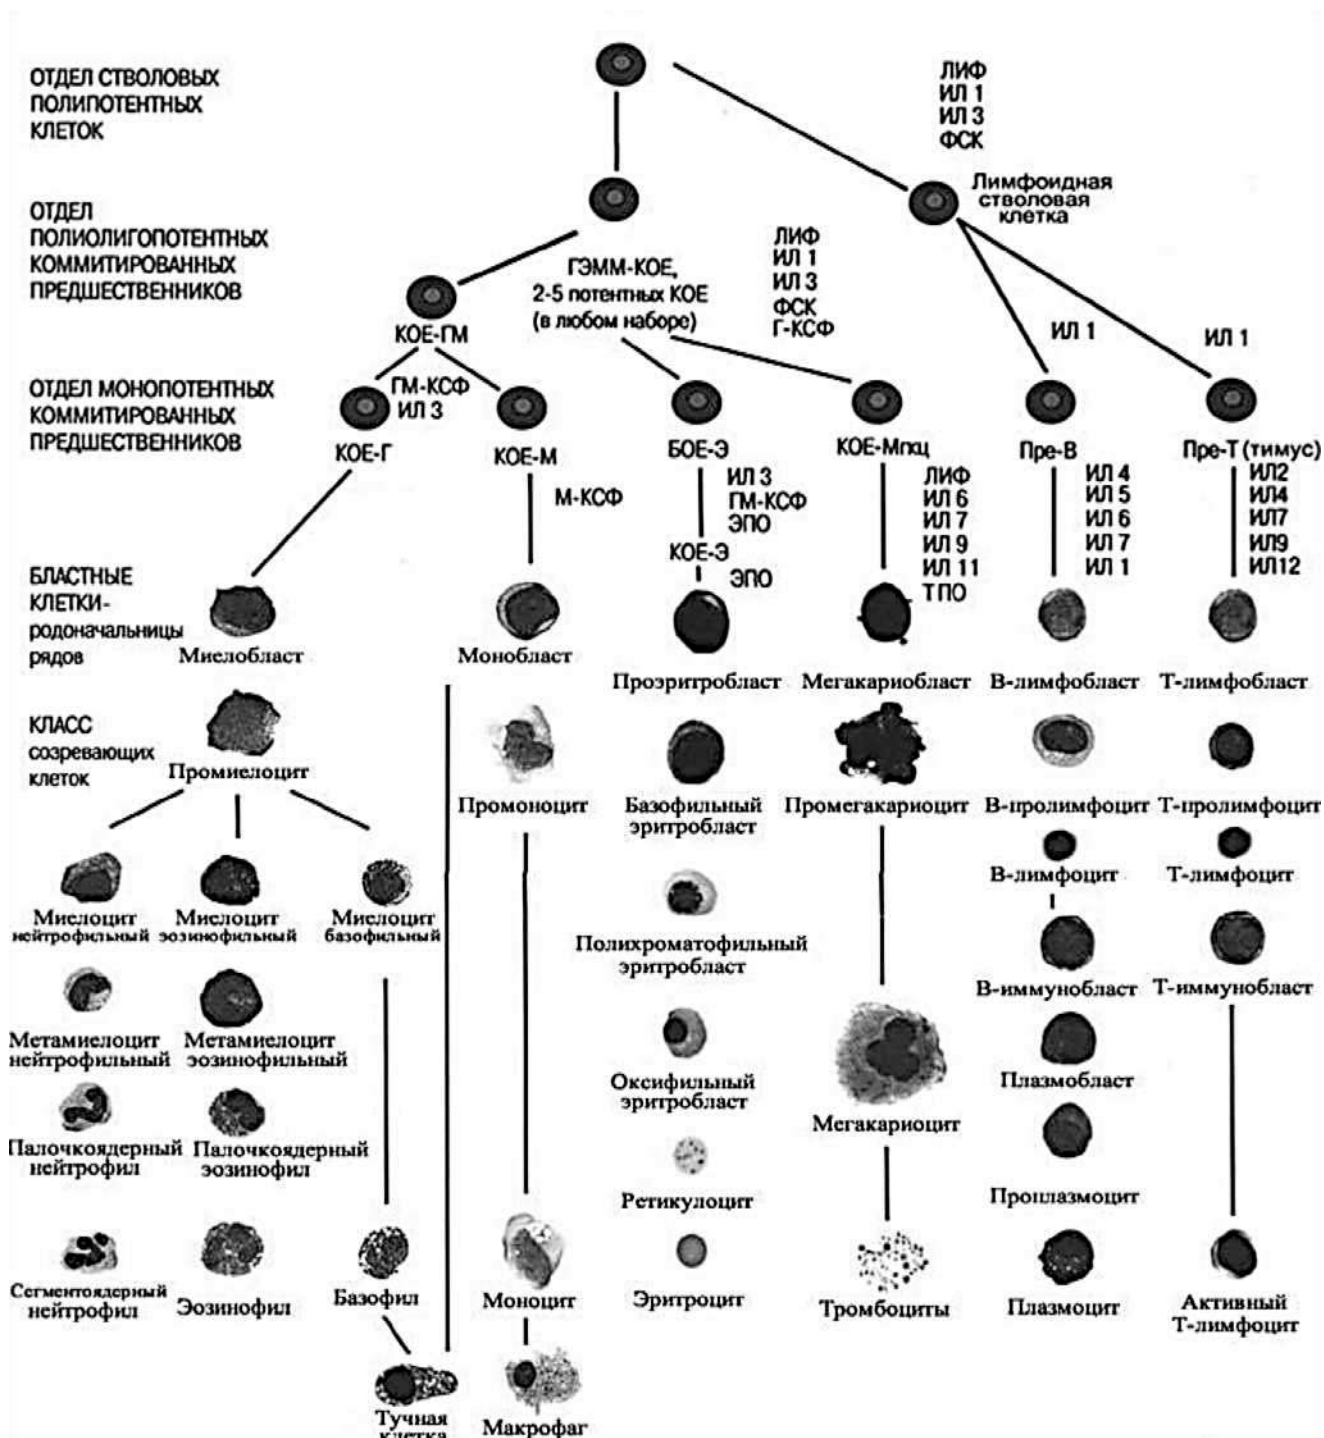 ОТДЕЛ СТВОЛОВЫХ
ПОЛИПОТЕНТНЫХ
КЛЕТОК
ЛИФ
ИЛ 1
ИЛ 3
ФСК
Лимфоидная
стволовая
клетка
ОТДЕЛ
ПОЛИОЛИГОПОТЕНТНЫХ
КОММИТИРОВАННЫХ
ПРЕДШЕСТВЕННИКОВ
ГЭММ-КОЕ,
2-5 потентных КОЕ
(в любом наборе)
ЛИФ
ИЛ 1
ИЛ 3
ФСК
Г-КСФ
КОЕ-ГМ
ИЛ 1
ИЛ 1
ОТДЕЛ МОНОПОТЕНТНЫХ
КОММИТИРОВАННЫХ
ПРЕДШЕСТВЕННИКОВ
ГМ-КСФ
ИЛ 3
КОЕ-Г
КОЕ-М
БОЕ-Э
КОЕ-Мгкц
Пре-В
Пре-Т (тимус)
М-КСФ
ИЛ 3
ГМ-КСФ
ЭПО
КОЕ-Э
ЭПО
ЛИФ
ИЛ 6
ИЛ 7
ИЛ 9
ИЛ 11
ТПО
ИЛ 4
ИЛ 5
ИЛ 6
ИЛ 7
ИЛ 1
ИЛ2
ИЛ4
ИЛ7
ИЛ9
ИЛ12
БЛАСТНЫЕ
КЛЕТКИ-
родоначальницы
рядов
Миелобласт
Монобласт
Проэритробласт
Мегакариобласт
В-лимфобласт
Т-лимфобласт
КЛАСС
созревающих
клеток
Промиелоцит
Промоноцит
Базофильный
эритробласт
Промегакариоцит
В-пролимфоцит
Т-пролимфоцит
В-лимфоцит
Т-лимфоцит
Миелоцит
нейтрофильный
Миелоцит
эозинофильный
Миелоцит
базофильный
Полихроматофильный
эритробласт
В-иммунобласт
Т-иммунобласт
Метамиелоцит
нейтрофильный
Метамиелоцит
эозинофильный
Оксифильный
эритробласт
Плазмобласт
Мегакариоцит
Палочкоядерный
нейтрофил
Палочкоядерный
эозинофил
Ретикулоцит
Проплазмоцит
Сегментоядерный
нейтрофил
Эозинофил
Базофил
Моноцит
Эритроцит
Тромбоциты
Плазмоцит
Активный
Т-лимфоцит
Тучная
клетка
Макрофаг